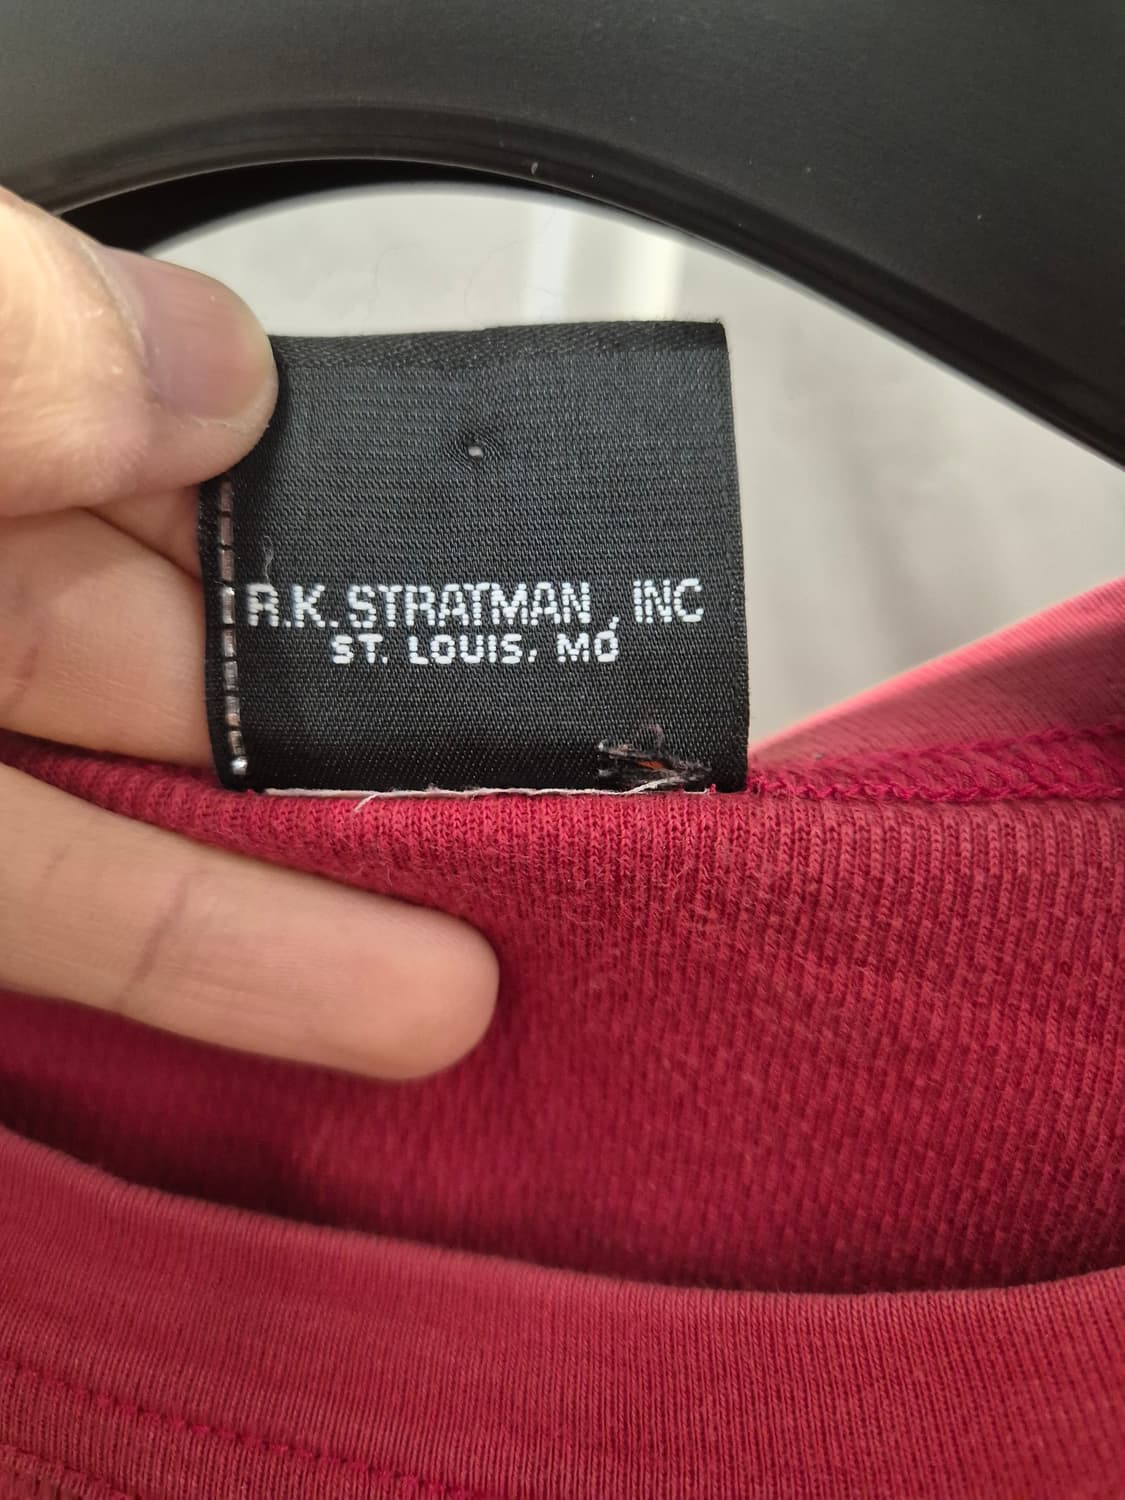 R.K. STRATMAN, INC
ST. LOUIS, MO